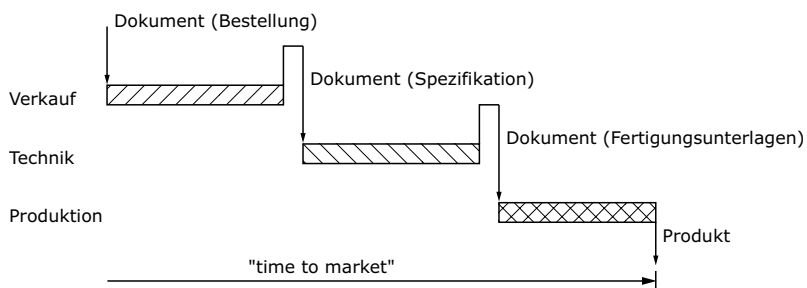 Dokument (Bestellung)
Dokument (Spezifikation)
Verkauf
Dokument (Fertigungsunterlagen)
Technik
Produktion
Produkt
"time to market"